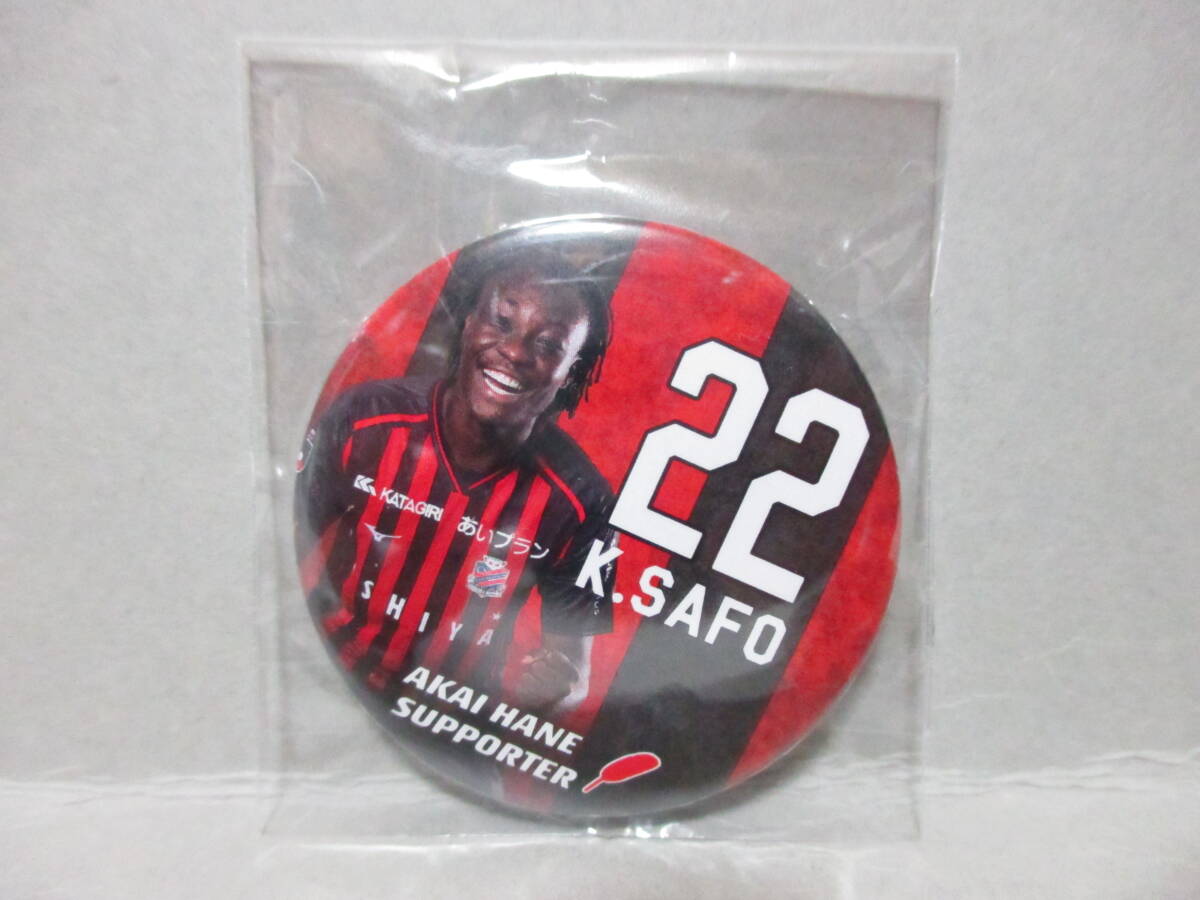 22
K.SAFO
KATAGIRI
あいプラン
SHIYA
AKAI HANE
SUPPORTER